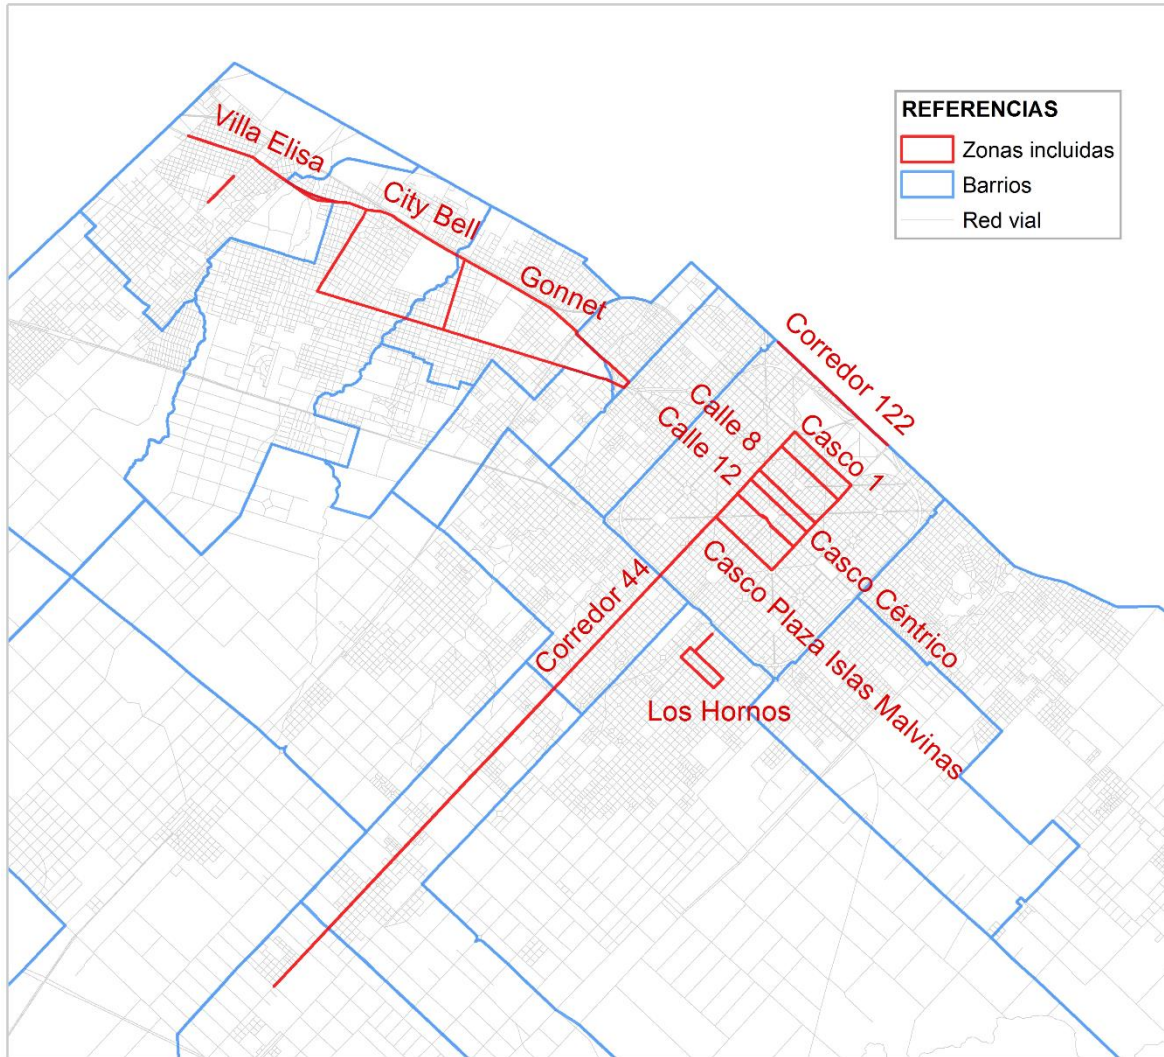 REFERENCIAS
Zonas incluidas
Barrios
Red vial
Villa Elisa
City Bell
Gonnet
Corredor 122
Calle 8
Calle 12
Casco 1
Casco Céntrico
Corredor 44
Casco Plaza Islas Malvinas
Los Hornos